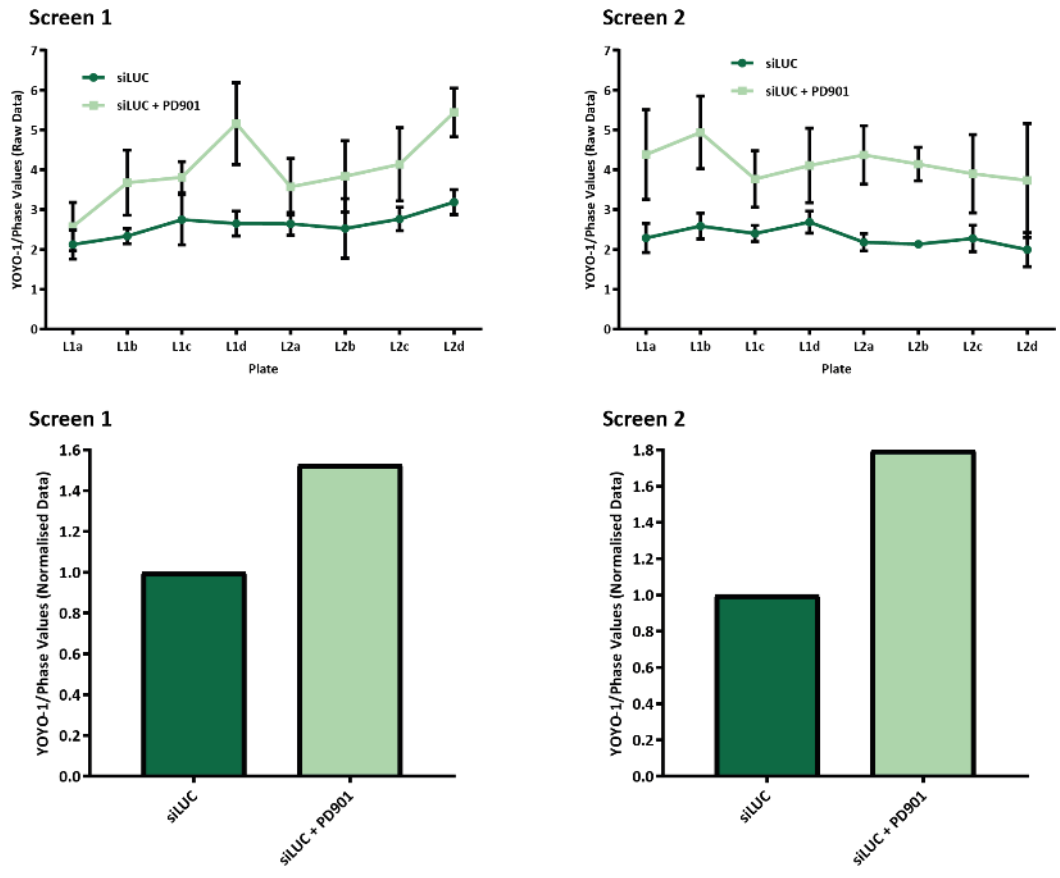 Screen 1
YOYO-1/Phase Values (Raw Data)
7
6
5
4
3
2
1
0
siLUC
siLUC + PD901
L1a L1b L1c L1d L2a L2b L2c L2d
Plate
Screen 2
YOYO-1/Phase Values (Raw Data)
7
6
5
4
3
2
1
0
siLUC
siLUC + PD901
L1a L1b L1c L1d L2a L2b L2c L2d
Plate
Screen 1
YOYO-1/Phase Values (Normalised Data)
1.6
1.4
1.2
1.0
0.8
0.6
0.4
0.2
0.0
siLUC
siLUC + PD901
Screen 2
YOYO-1/Phase Values (Normalised Data)
1.8
1.6
1.4
1.2
1.0
0.8
0.6
0.4
0.2
0.0
siLUC
siLUC + PD901